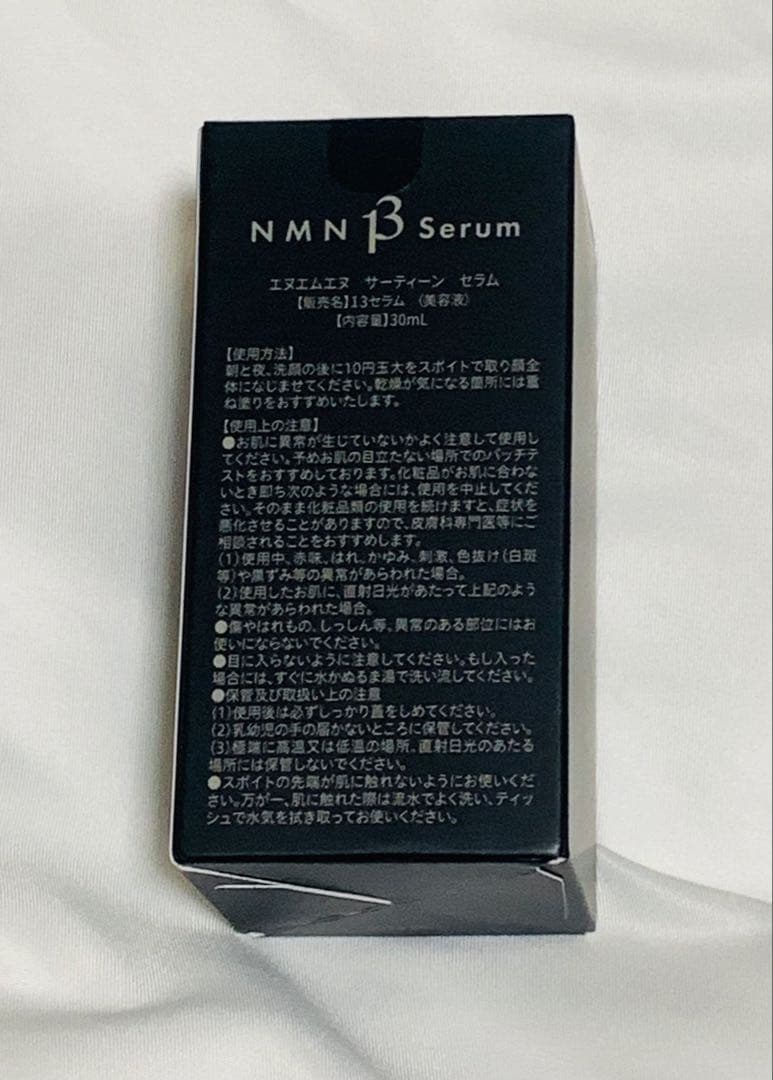 NMN 13 Serum
エヌエムエヌ　サーティーン　セラム
【販売名】13セラム　〈美容液〉
【内容量】30mL
【使用方法】
朝と夜、洗顔の後に10円玉大をスポイトで取り顔全
体になじませてください。乾燥が気になる箇所には重
ね塗りをおすすめいたします。
【使用上の注意】
●お肌に異常が生じていないかよく注意して使用し
てください。予めお肌の目立たない場所でのパッチテ
ストをおすすめしております。化粧品がお肌に合わな
いとき即ち次のような場合には、使用を中止してくだ
さい。そのまま化粧品類の使用を続けますと、症状を
悪化させることがありますので、皮膚科専門医等にご
相談されることをおすすめします。
(1)使用中、赤味、はれ、かゆみ、刺激、色抜け(白斑
等)や黒ずみ等の異常があらわれた場合。
(2)使用したお肌に、直射日光があたって上記のよう
な異常があらわれた場合。
●傷やはれもの、しっしん等、異常のある部位にはお
使いにならないでください。
●目に入らないように注意してください。もし入った
場合には、すぐに水かぬるま湯で洗い流してください。
●保管及び取扱い上の注意
(1)使用後は必ずしっかり蓋をしめてください。
(2)乳幼児の手の届かないところに保管してください。
(3)極端に高温又は低温の場所、直射日光のあたる
場所には保管しないでください。
●スポイトの先端が肌に触れないようにお使いくだ
さい。万が一、肌に触れた際は流水でよく洗い、ティッ
シュで水気を拭き取ってお使いください。